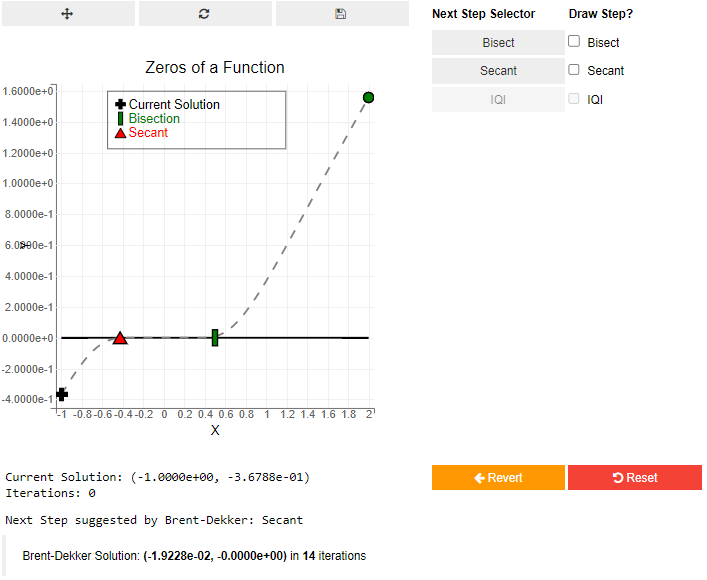 Next Step Selector Draw Step?
Bisect Bisect
Secant Secant
IQI IQI
Zeros of a Function
Current Solution
Bisection
Secant
1.6000e+0
1.4000e+0
1.2000e+0
1.0000e+0
8.0000e-1
6.0000e-1
4.0000e-1
2.0000e-1
0.0000e+0
-2.0000e-1
-4.0000e-1
Y
-1 -0.8 -0.6 -0.4 -0.2 0 0.2 0.4 0.6 0.8 1 1.2 1.4 1.6 1.8 2
X
Current Solution: (-1.0000e+00, -3.6788e-01)
Iterations: 0
Revert Reset
Next Step suggested by Brent-Dekker: Secant
Brent-Dekker Solution: (-1.9228e-02, -0.0000e+00) in 14 iterations